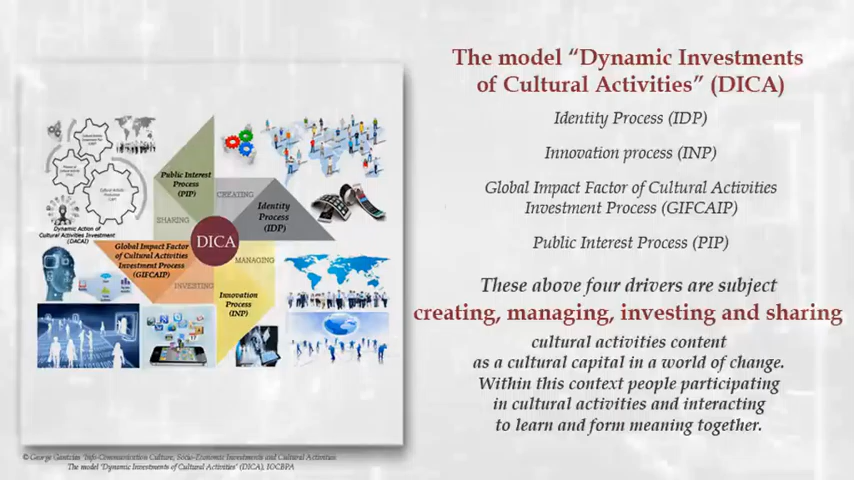 The model “Dynamic Investments
of Cultural Activities” (DICA)
Identity Process (IDP)
Innovation process (INP)
Global Impact Factor of Cultural Activities
Investment Process (GIFCAIP)
Public Interest Process (PIP)
These above four drivers are subject
creating, managing, investing and sharing
cultural activities content
as a cultural capital in a world of change.
Within this context people participating
in cultural activities and interacting
to learn and form meaning together.
Public Interest
Process
(PIP)
CREATING
Identity
Process
(IDP)
SHARING
DICA
Dynamic Action of
Cultural Activities Investment
(DACAI)
Global Impact Factor
of Cultural Activities
Investment Process
(GIFCAIP)
MANAGING
INVESTING
Innovation
Process
(INP)
© George Gantzias 'Info-Communication Culture, Socio-Economic Investments and Cultural Activities
The model 'Dynamic Investments of Cultural Activities' (DICA), IOCBPA